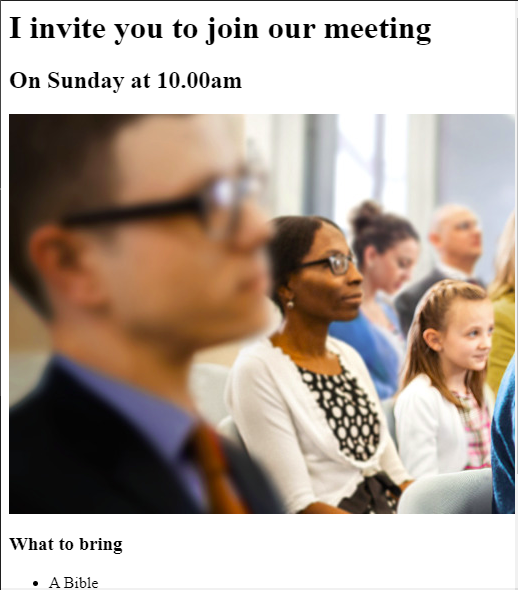 I invite you to join our meeting
On Sunday at 10.00am
What to bring
• A Bible